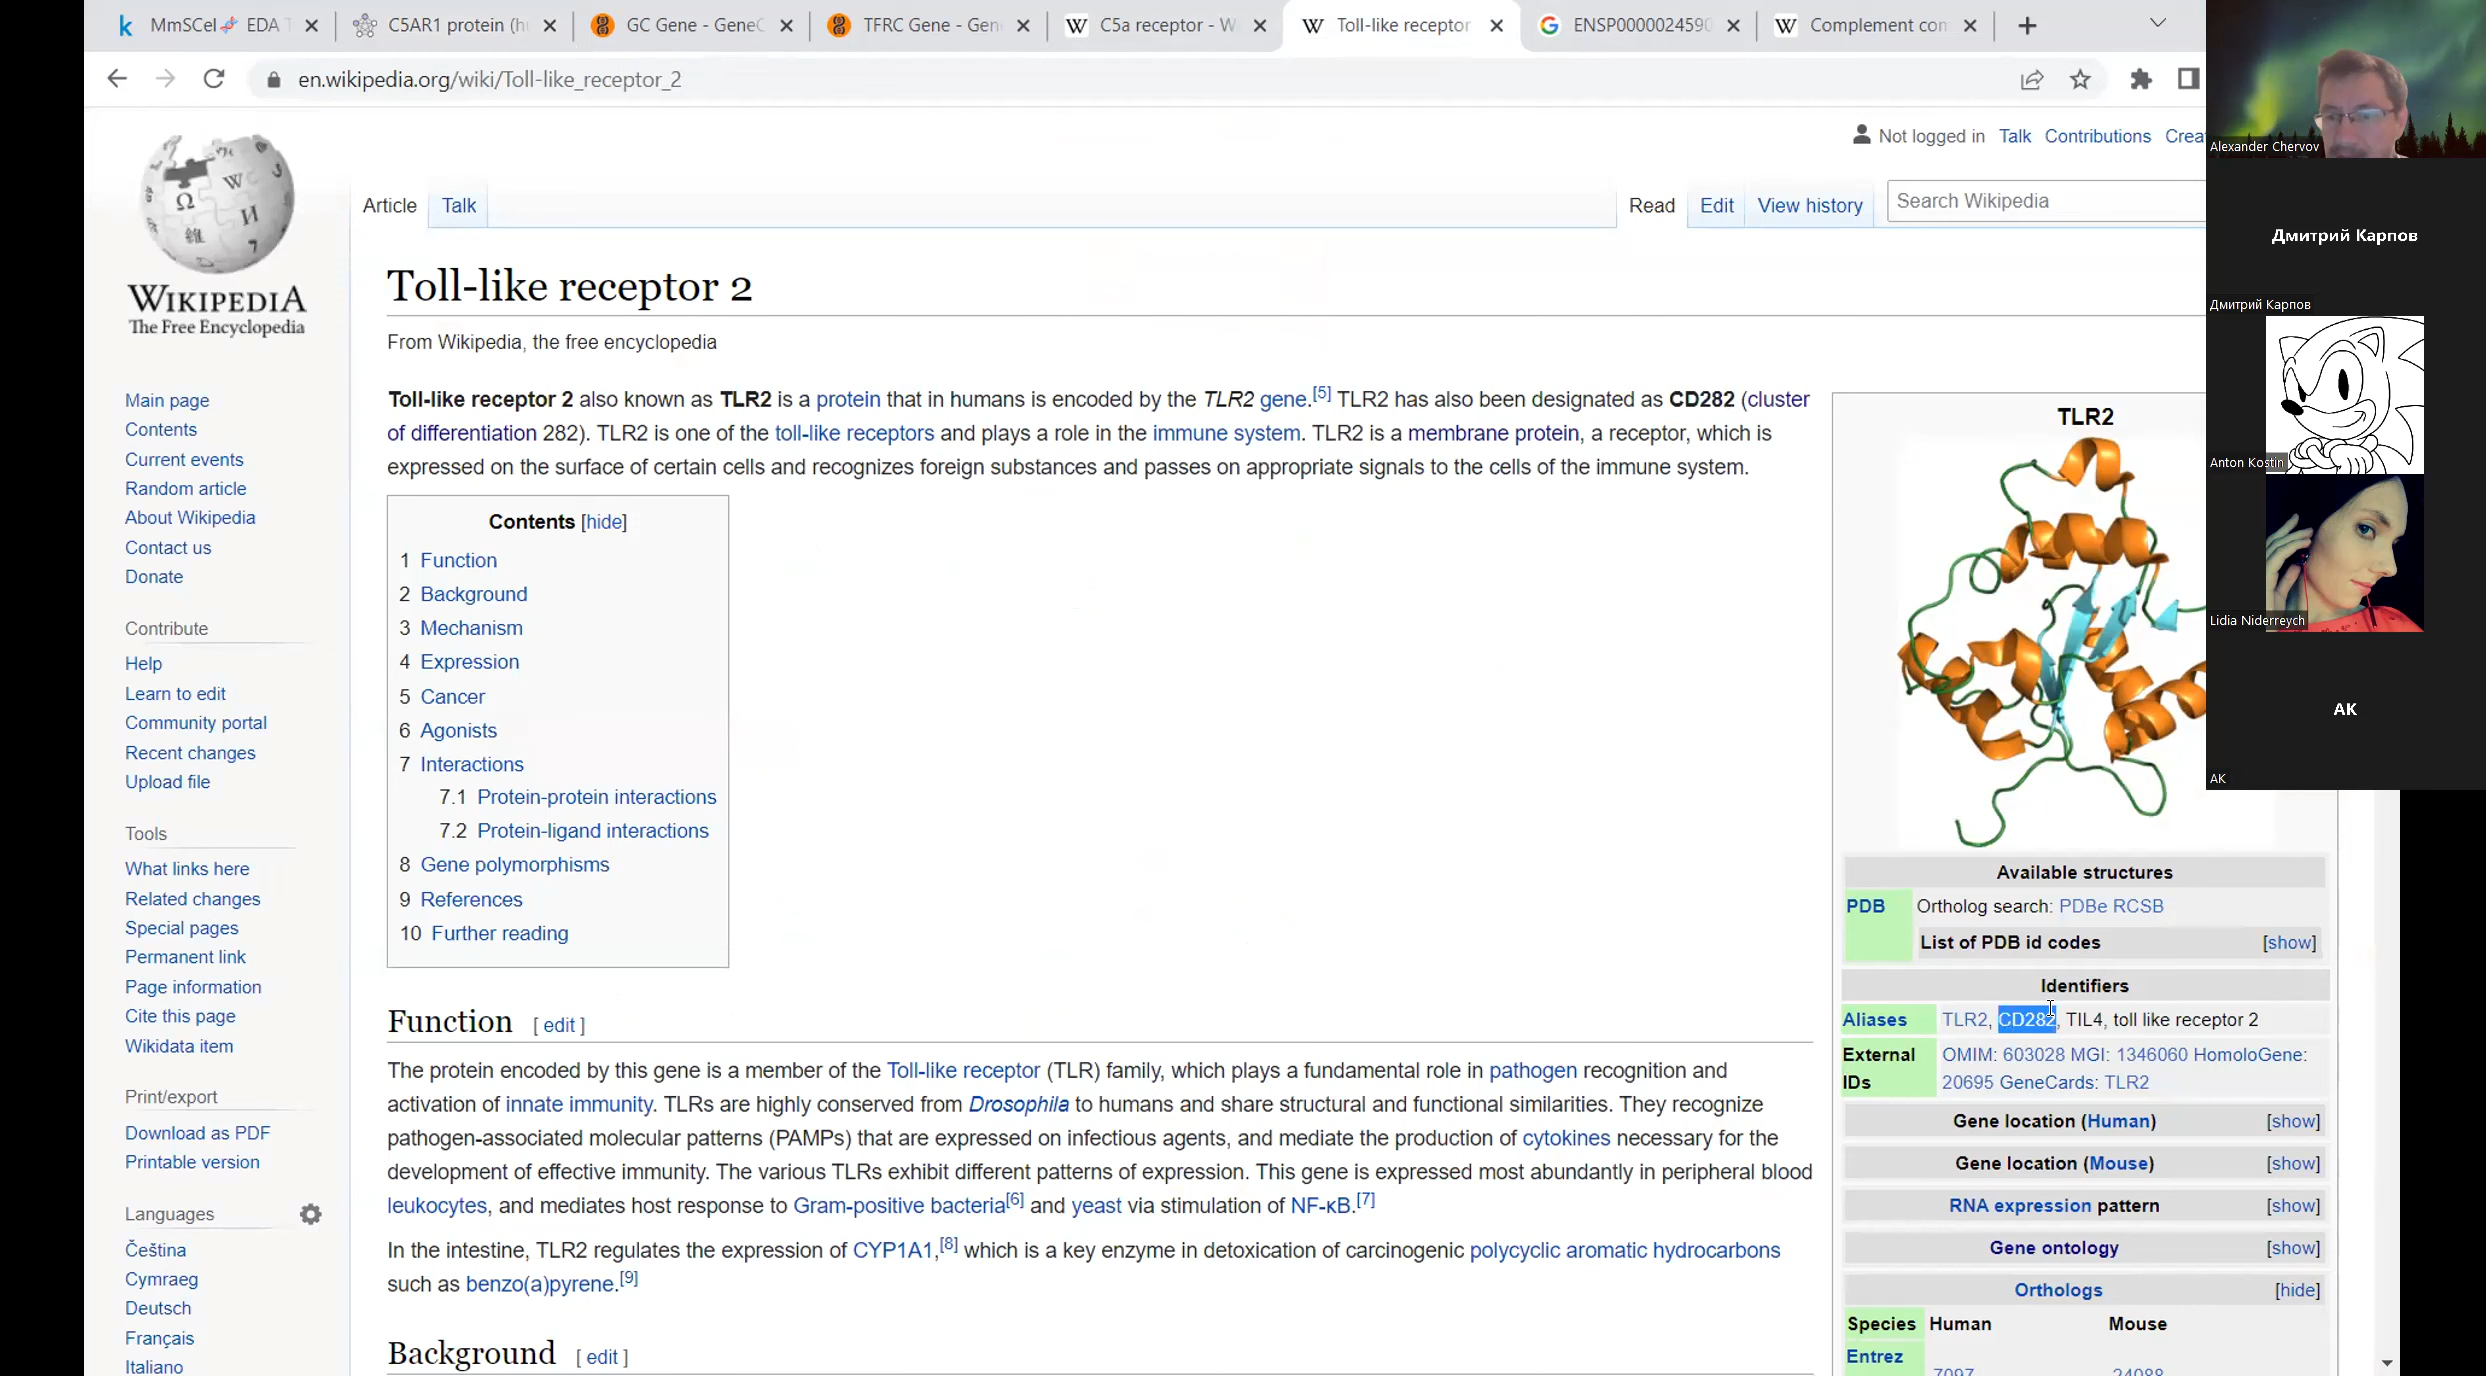 MmSCel EDA
C5AR1 protein (h
GC Gene - GeneC
TFRC Gene - Gen
C5a receptor - W
Toll-like receptor
ENSP0000024590
Complement con
en.wikipedia.org/wiki/Toll-like_receptor_2
WIKIPEDIA
The Free Encyclopedia
Not logged in Talk Contributions Crea
Article Talk
Read Edit View history
Search Wikipedia
Toll-like receptor 2
From Wikipedia, the free encyclopedia
Toll-like receptor 2 also known as TLR2 is a protein that in humans is encoded by the TLR2 gene.[5] TLR2 has also been designated as CD282 (cluster
of differentiation 282). TLR2 is one of the toll-like receptors and plays a role in the immune system. TLR2 is a membrane protein, a receptor, which is
expressed on the surface of certain cells and recognizes foreign substances and passes on appropriate signals to the cells of the immune system.
Contents [hide]
1 Function
2 Background
3 Mechanism
4 Expression
5 Cancer
6 Agonists
7 Interactions
7.1 Protein-protein interactions
7.2 Protein-ligand interactions
8 Gene polymorphisms
9 References
10 Further reading
Function [ edit ]
The protein encoded by this gene is a member of the Toll-like receptor (TLR) family, which plays a fundamental role in pathogen recognition and
activation of innate immunity. TLRs are highly conserved from Drosophila to humans and share structural and functional similarities. They recognize
pathogen-associated molecular patterns (PAMPs) that are expressed on infectious agents, and mediate the production of cytokines necessary for the
development of effective immunity. The various TLRs exhibit different patterns of expression. This gene is expressed most abundantly in peripheral blood
leukocytes, and mediates host response to Gram-positive bacteria[6] and yeast via stimulation of NF-κB.[7]
In the intestine, TLR2 regulates the expression of CYP1A1,[8] which is a key enzyme in detoxication of carcinogenic polycyclic aromatic hydrocarbons
such as benzo(a)pyrene.[9]
Background [ edit ]
Main page
Contents
Current events
Random article
About Wikipedia
Contact us
Donate
Contribute
Help
Learn to edit
Community portal
Recent changes
Upload file
Tools
What links here
Related changes
Special pages
Permanent link
Page information
Cite this page
Wikidata item
Print/export
Download as PDF
Printable version
Languages
Čeština
Cymraeg
Deutsch
Français
Italiano
TLR2
Available structures
PDB Ortholog search: PDBe RCSB
List of PDB id codes [show]
Identifiers
Aliases TLR2, CD282, TIL4, toll like receptor 2
External OMIM: 603028 MGI: 1346060 HomoloGene:
IDs 20695 GeneCards: TLR2
Gene location (Human) [show]
Gene location (Mouse) [show]
RNA expression pattern [show]
Gene ontology [show]
Orthologs [hide]
Species Human Mouse
Entrez
7097 24088
Alexander Chervov
Дмитрий Карпов
Дмитрий Карпов
Anton Kostin
Lidia Niderreych
AK
AK